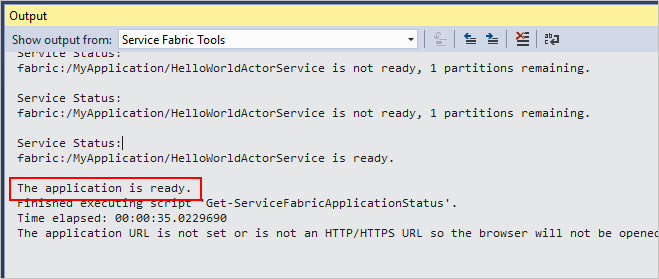 Output
Show output from: Service Fabric Tools
Service Status:
fabric:/MyApplication/HelloWorldActorService is not ready, 1 partitions remaining.
Service Status:
fabric:/MyApplication/HelloWorldActorService is not ready, 1 partitions remaining.
Service Status:
fabric:/MyApplication/HelloWorldActorService is ready.
The application is ready.
Finished executing script 'Get-ServiceFabricApplicationStatus'.
Time elapsed: 00:00:35.0229690
The application URL is not set or is not an HTTP/HTTPS URL so the browser will not be opened